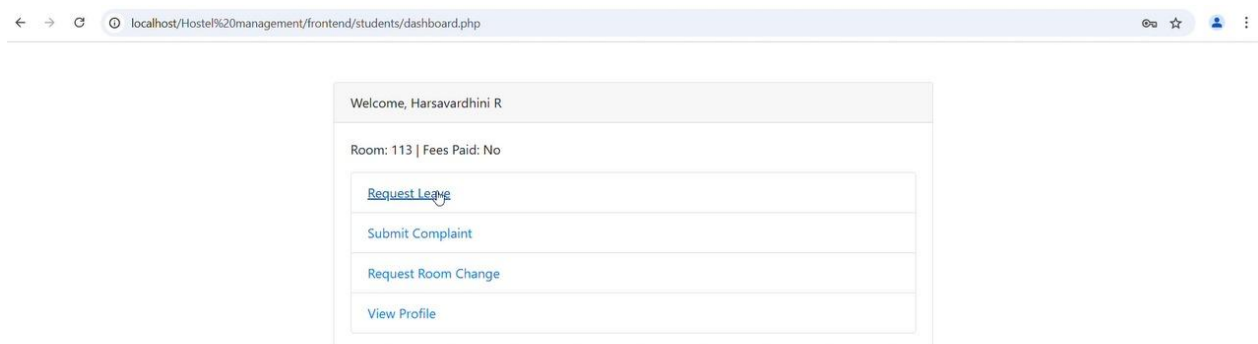 localhost/Hostel%20management/frontend/students/dashboard.php
Welcome, Harsavardhini R
Room: 113 | Fees Paid: No
Request Leave
Submit Complaint
Request Room Change
View Profile